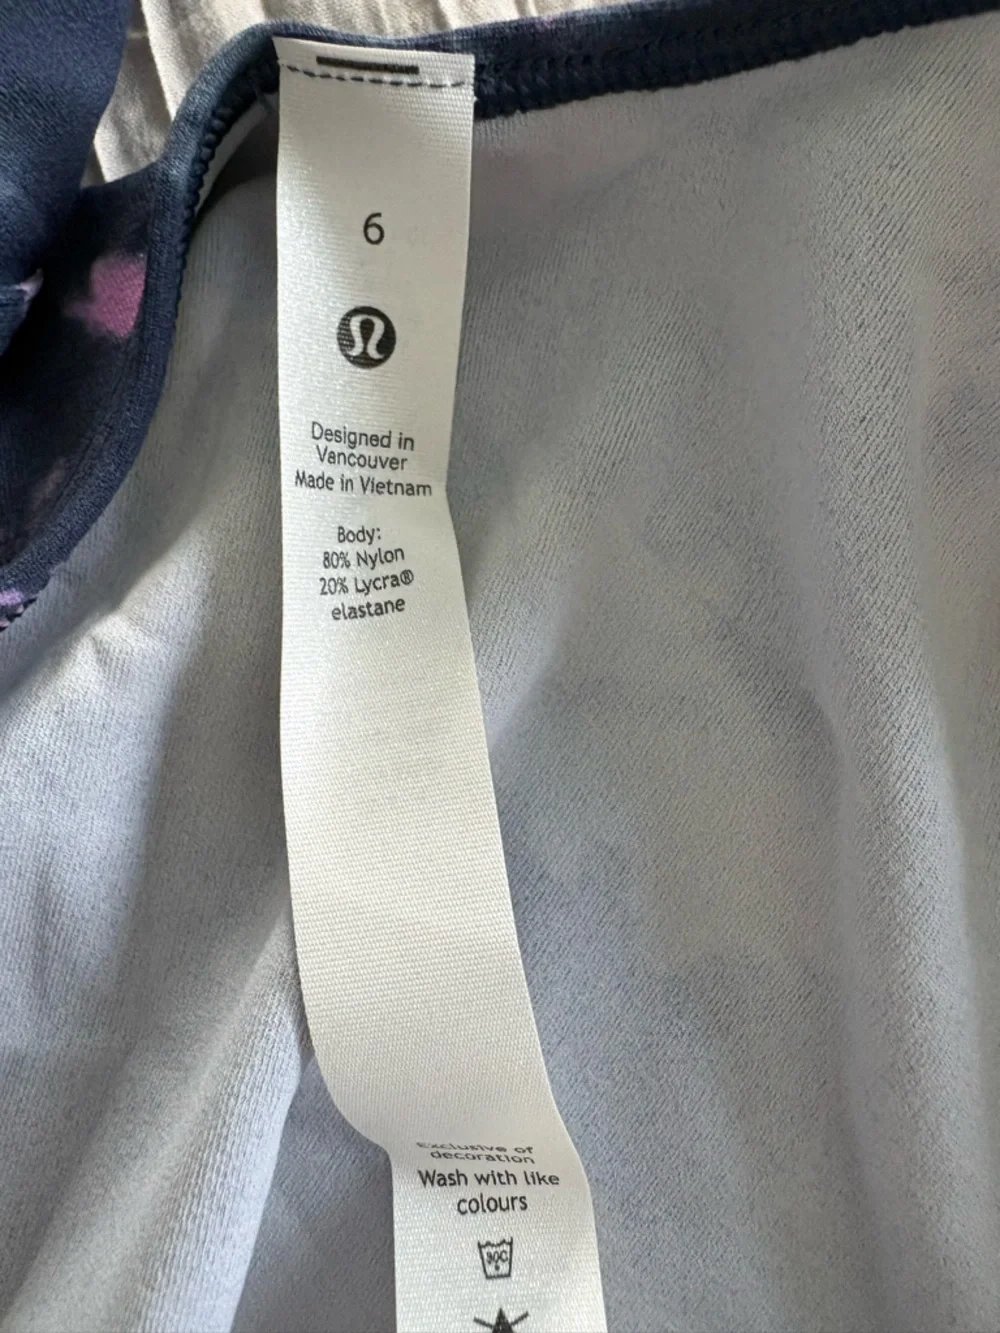 6
Designed in
Vancouver
Made in Vietnam
Body:
80% Nylon
20% Lycra®
elastane
Exclusive of
decoration
Wash with like
colours
30C